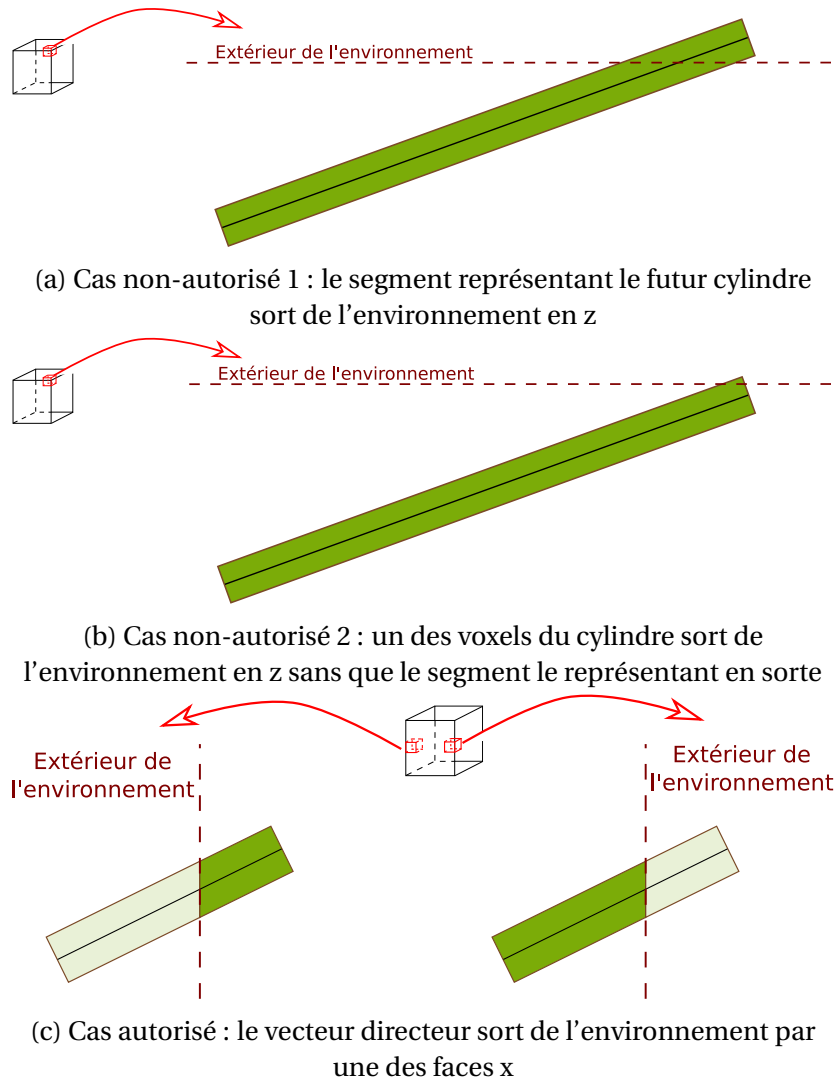 Extérieur de l'environnement
(a) Cas non-autorisé 1 : le segment représentant le futur cylindre
sort de l'environnement en z
Extérieur de l'environnement
(b) Cas non-autorisé 2 : un des voxels du cylindre sort de
l'environnement en z sans que le segment le représentant en sorte
Extérieur de
l'environnement
Extérieur de
l'environnement
(c) Cas autorisé : le vecteur directeur sort de l'environnement par
une des faces x